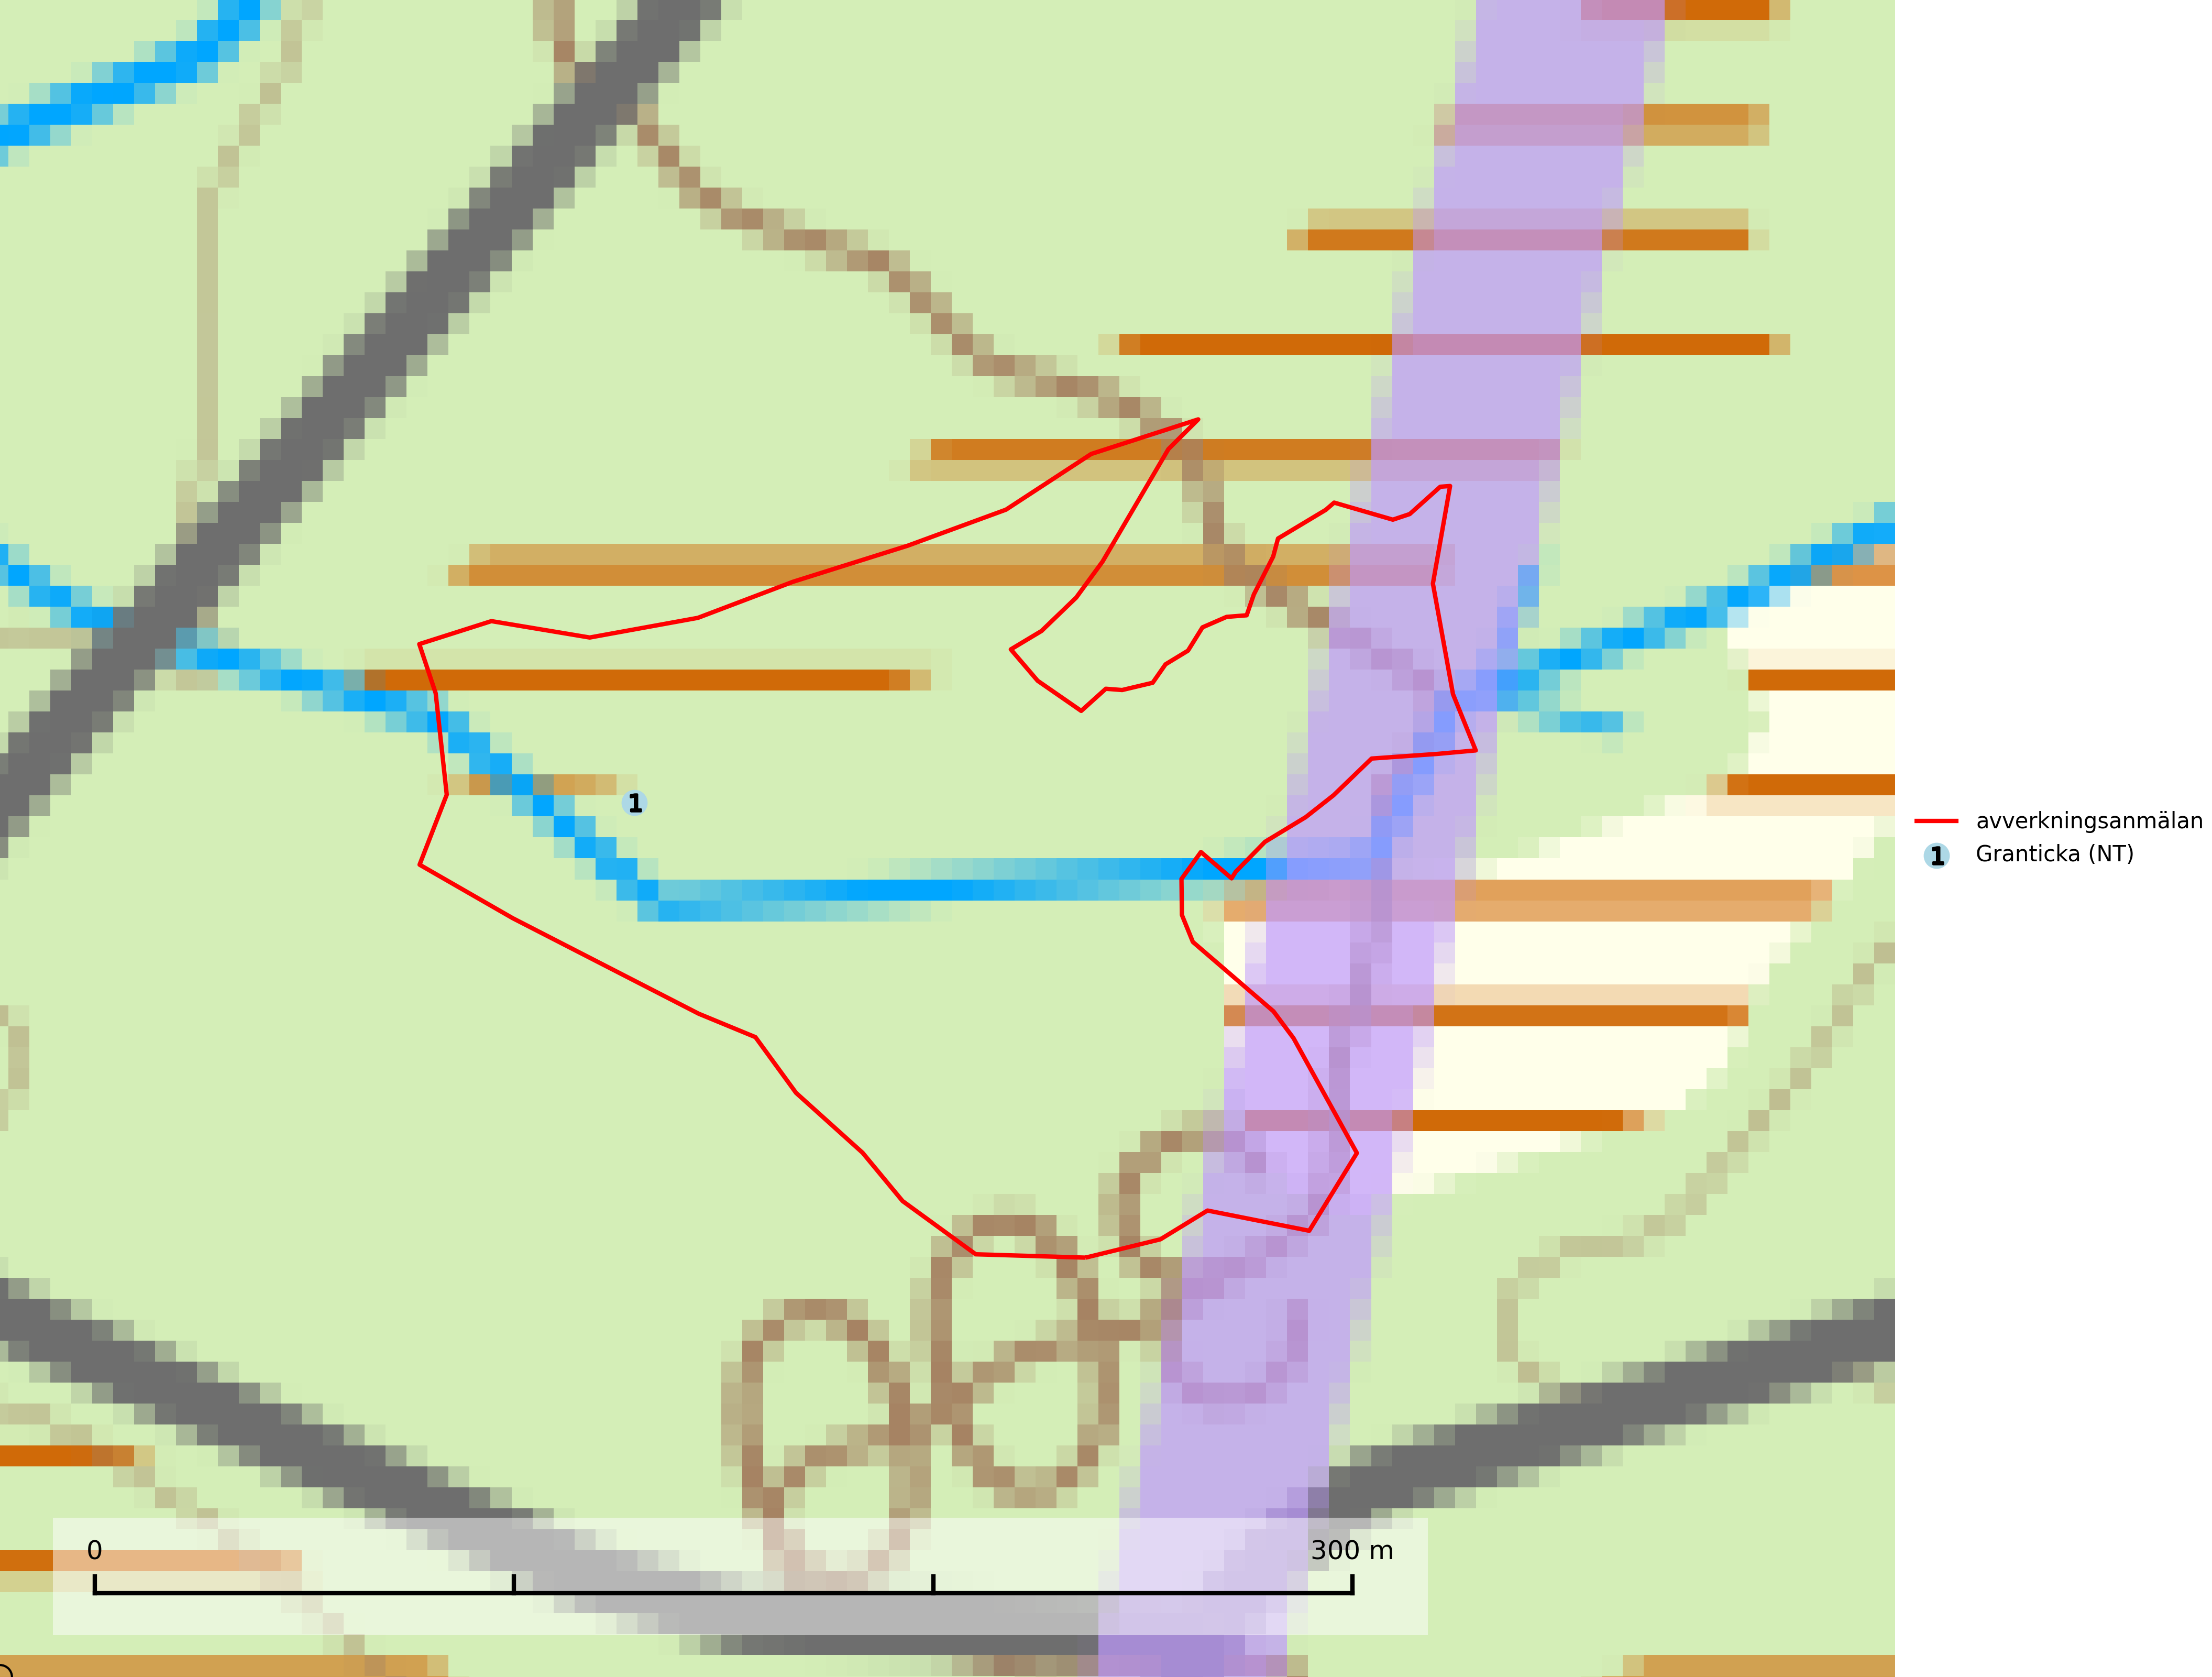 1
avverkningsanmälan
1 Granticka (NT)
0 300 m